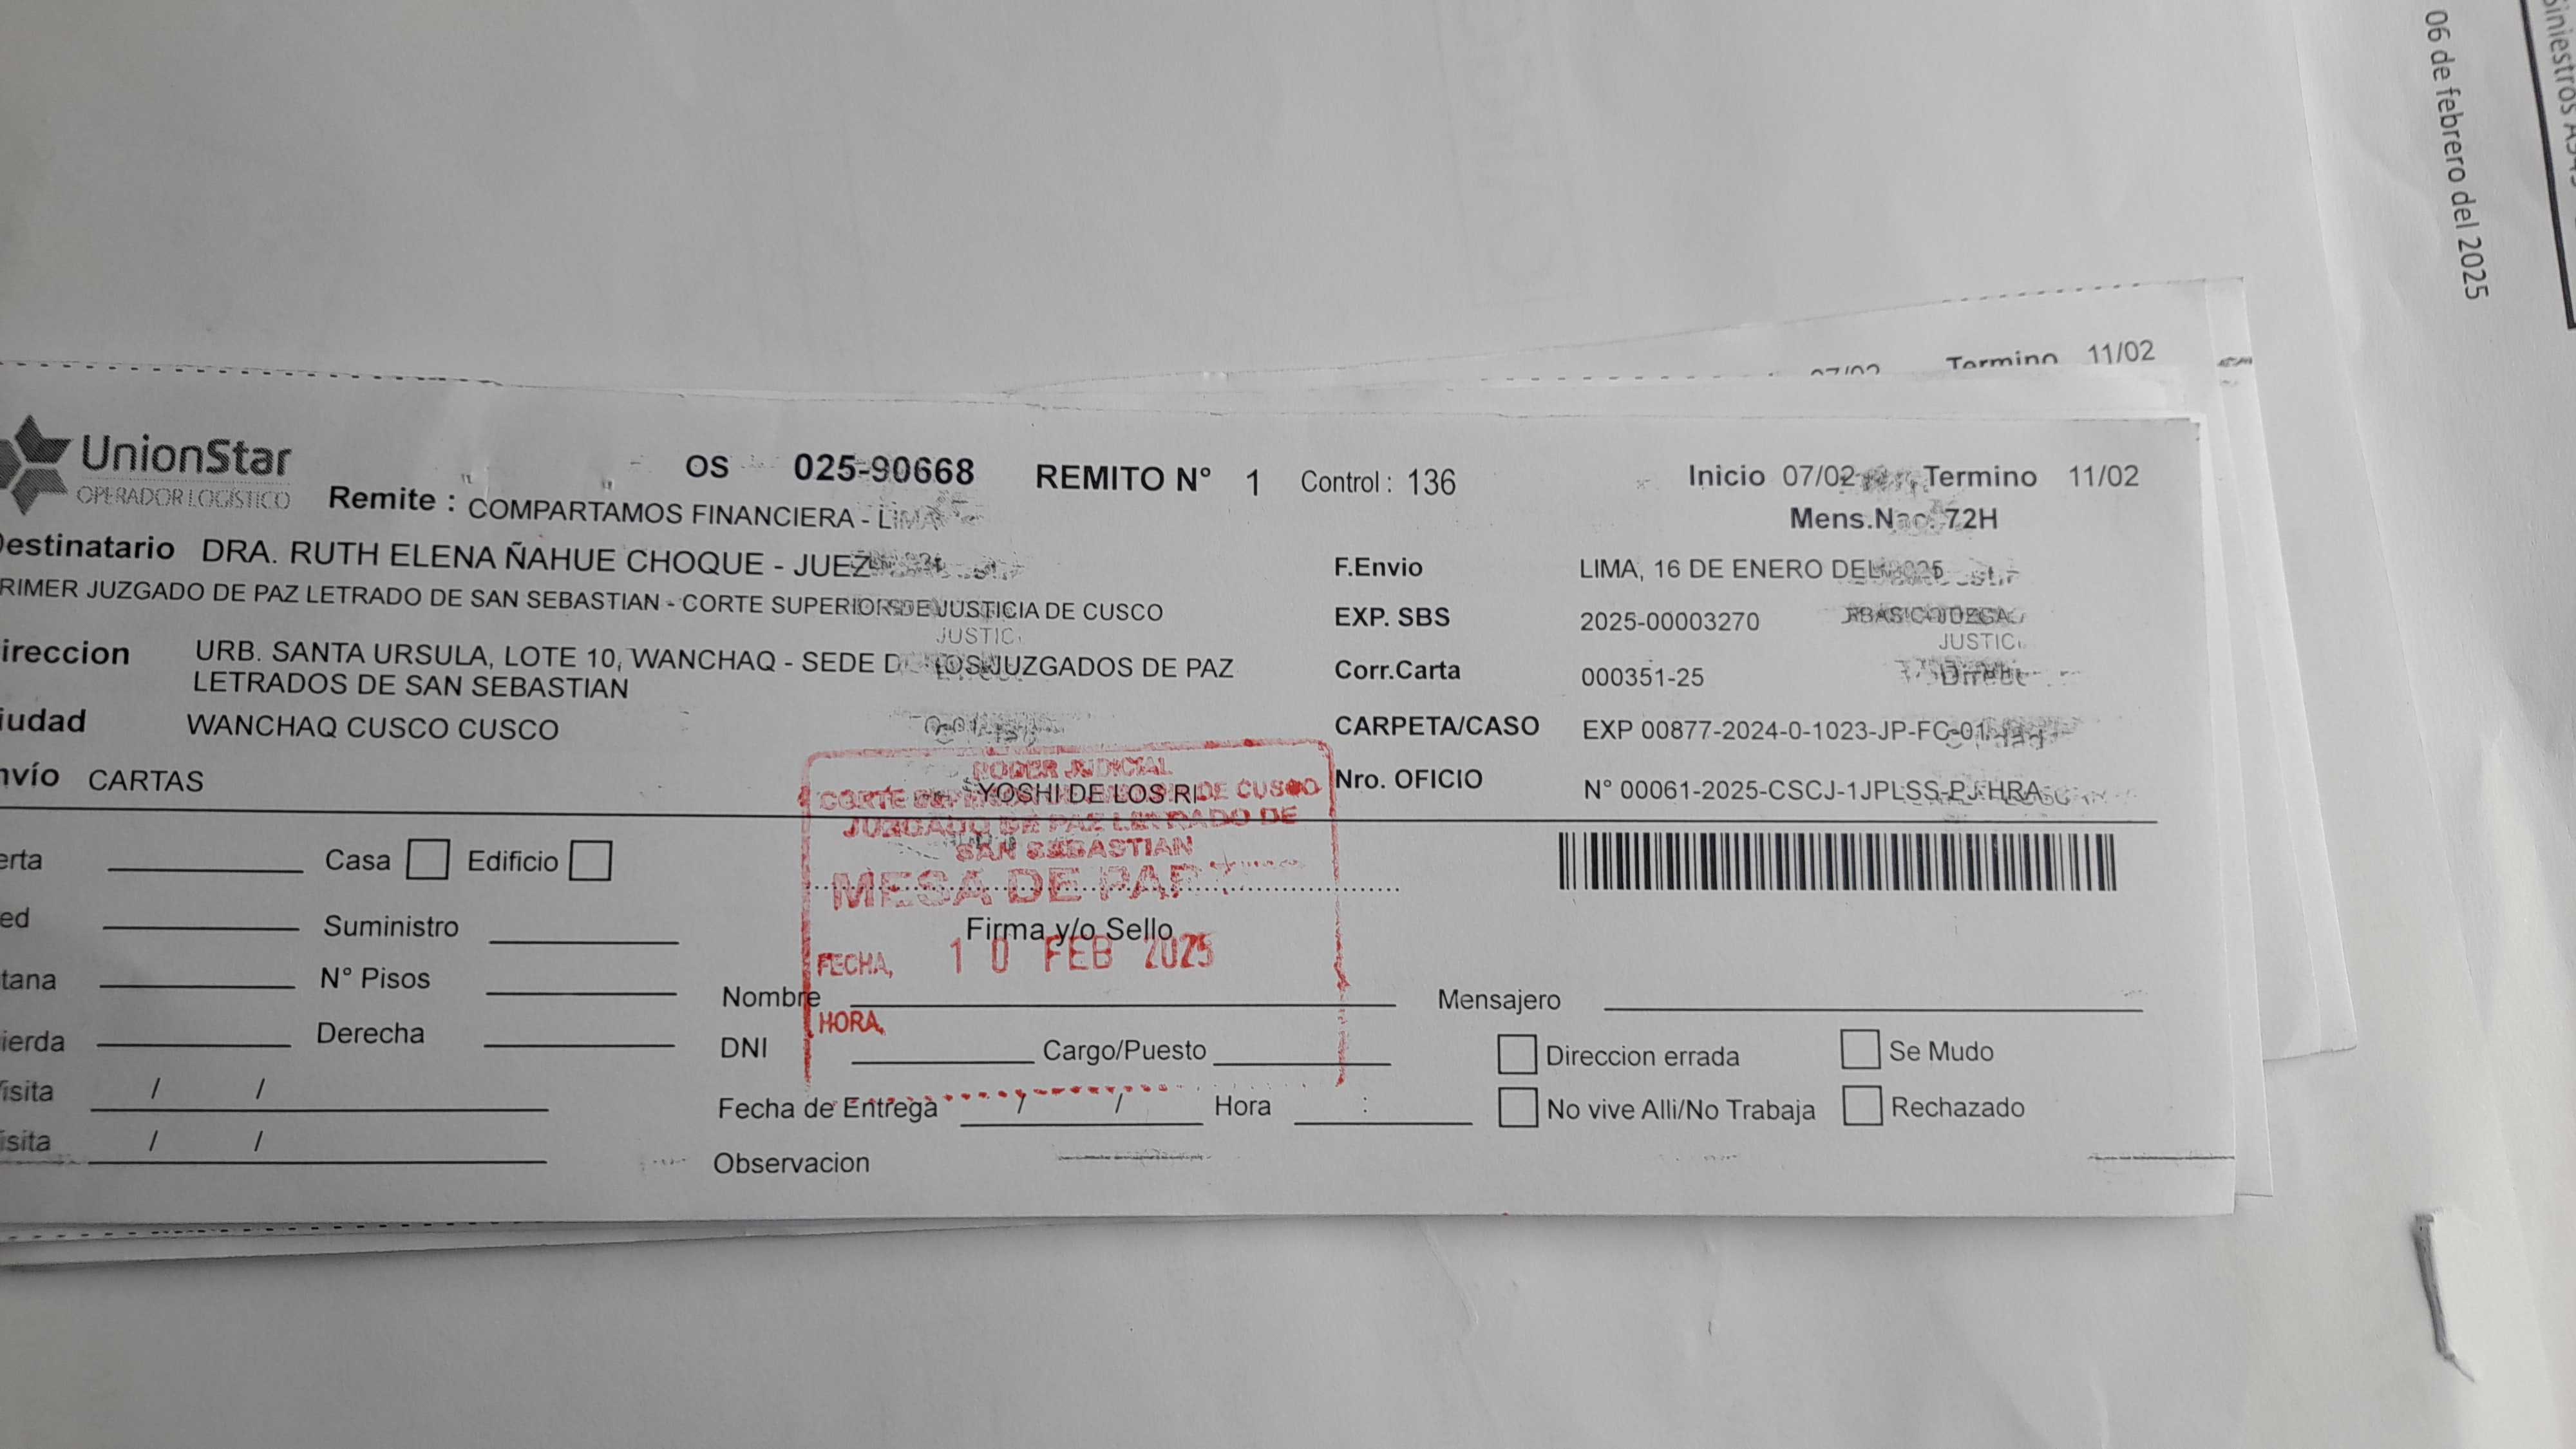 06 de febrero del 2025
Termino 11/02
UnionStar
OPERADOR LOGÍSTICO
OS 025-90668 REMITO N° 1 Control : 136
Inicio 07/02 Termino 11/02
Mens.Nac. 72H
Remite : COMPARTAMOS FINANCIERA - LIMA
Destinatario DRA. RUTH ELENA ÑAHUE CHOQUE - JUEZ
RIMER JUZGADO DE PAZ LETRADO DE SAN SEBASTIAN - CORTE SUPERIOR DE JUSTICIA DE CUSCO
JUSTIC
ireccion URB. SANTA URSULA, LOTE 10, WANCHAQ - SEDE D LOS JUZGADOS DE PAZ
LETRADOS DE SAN SEBASTIAN
iudad WANCHAQ CUSCO CUSCO
nvío CARTAS
F.Envio LIMA, 16 DE ENERO DEL 2025
EXP. SBS 2025-00003270
JUSTIC
Corr.Carta 000351-25
CARPETA/CASO EXP 00877-2024-0-1023-JP-FC-01
Nro. OFICIO N° 00061-2025-CSCJ-1JPLSS-PJ-HRA
PODER JUDICIAL
YOSHI DE LOS RI
CORTE DE CUSCO
JUZGADO DE PAZ LETRADO DE
SAN SEBASTIAN
MESA DE PAR
Firma y/o Sello
FECHA, 10 FEB 2025
HORA,
erta Casa Edificio
ed Suministro
tana N° Pisos
ierda Derecha
isita / /
isita / /
Nombre
DNI Cargo/Puesto
Fecha de Entrega / / Hora :
Observacion
Mensajero
Direccion errada Se Mudo
No vive Alli/No Trabaja Rechazado